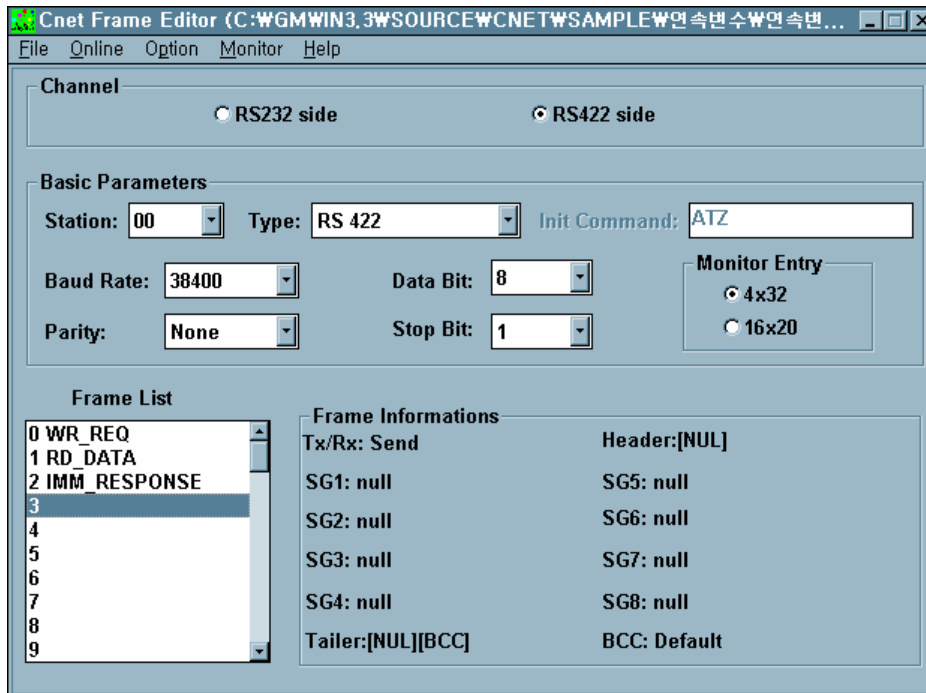 Cnet Frame Editor (C:₩GMWIN3.3₩SOURCE₩CNET₩SAMPLE₩연속변수₩연속변...
File Online Option Monitor Help
Channel
RS232 side RS422 side
Basic Parameters
Station: 00 Type: RS 422 Init Command: ATZ
Baud Rate: 38400 Data Bit: 8 Monitor Entry
4x32
Parity: None Stop Bit: 1 16x20
Frame List
0 WR_REQ
1 RD_DATA
2 IMM_RESPONSE
3
4
5
6
7
8
9
Frame Informations
Tx/Rx: Send Header:[NUL]
SG1: null SG5: null
SG2: null SG6: null
SG3: null SG7: null
SG4: null SG8: null
Tailer:[NUL][BCC] BCC: Default